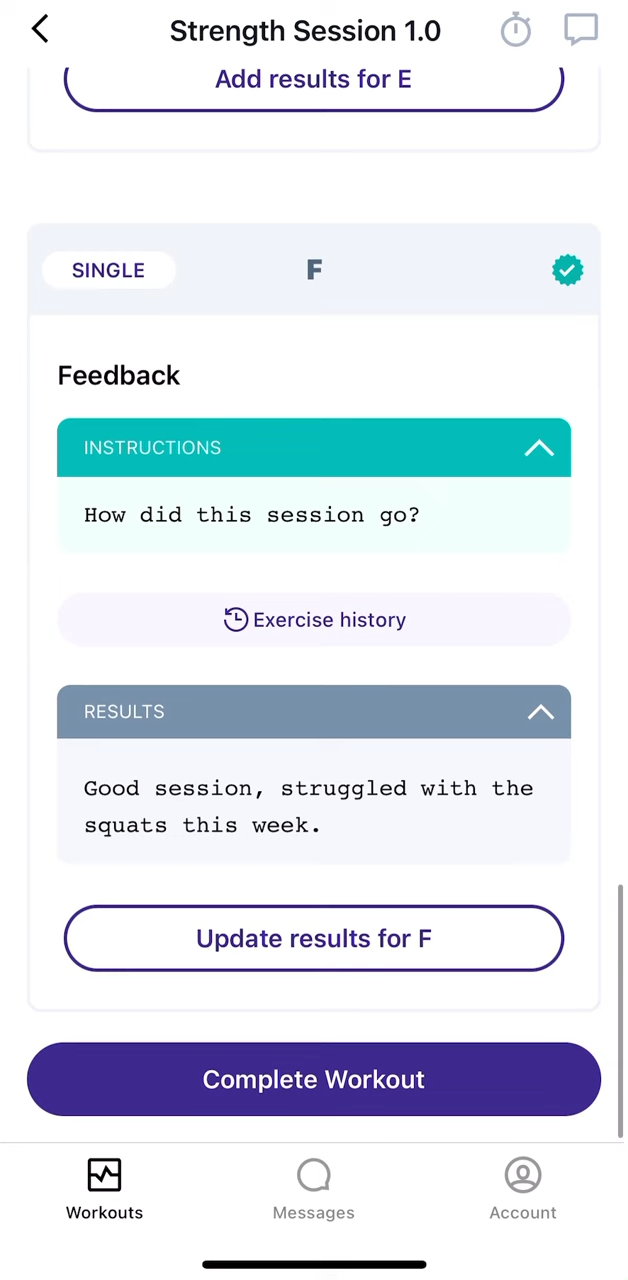 Strength Session 1.0
Add results for E
SINGLE
F
Feedback
INSTRUCTIONS
How did this session go?
Exercise history
RESULTS
Good session, struggled with the
squats this week.
Update results for F
Complete Workout
Workouts
Messages
Account